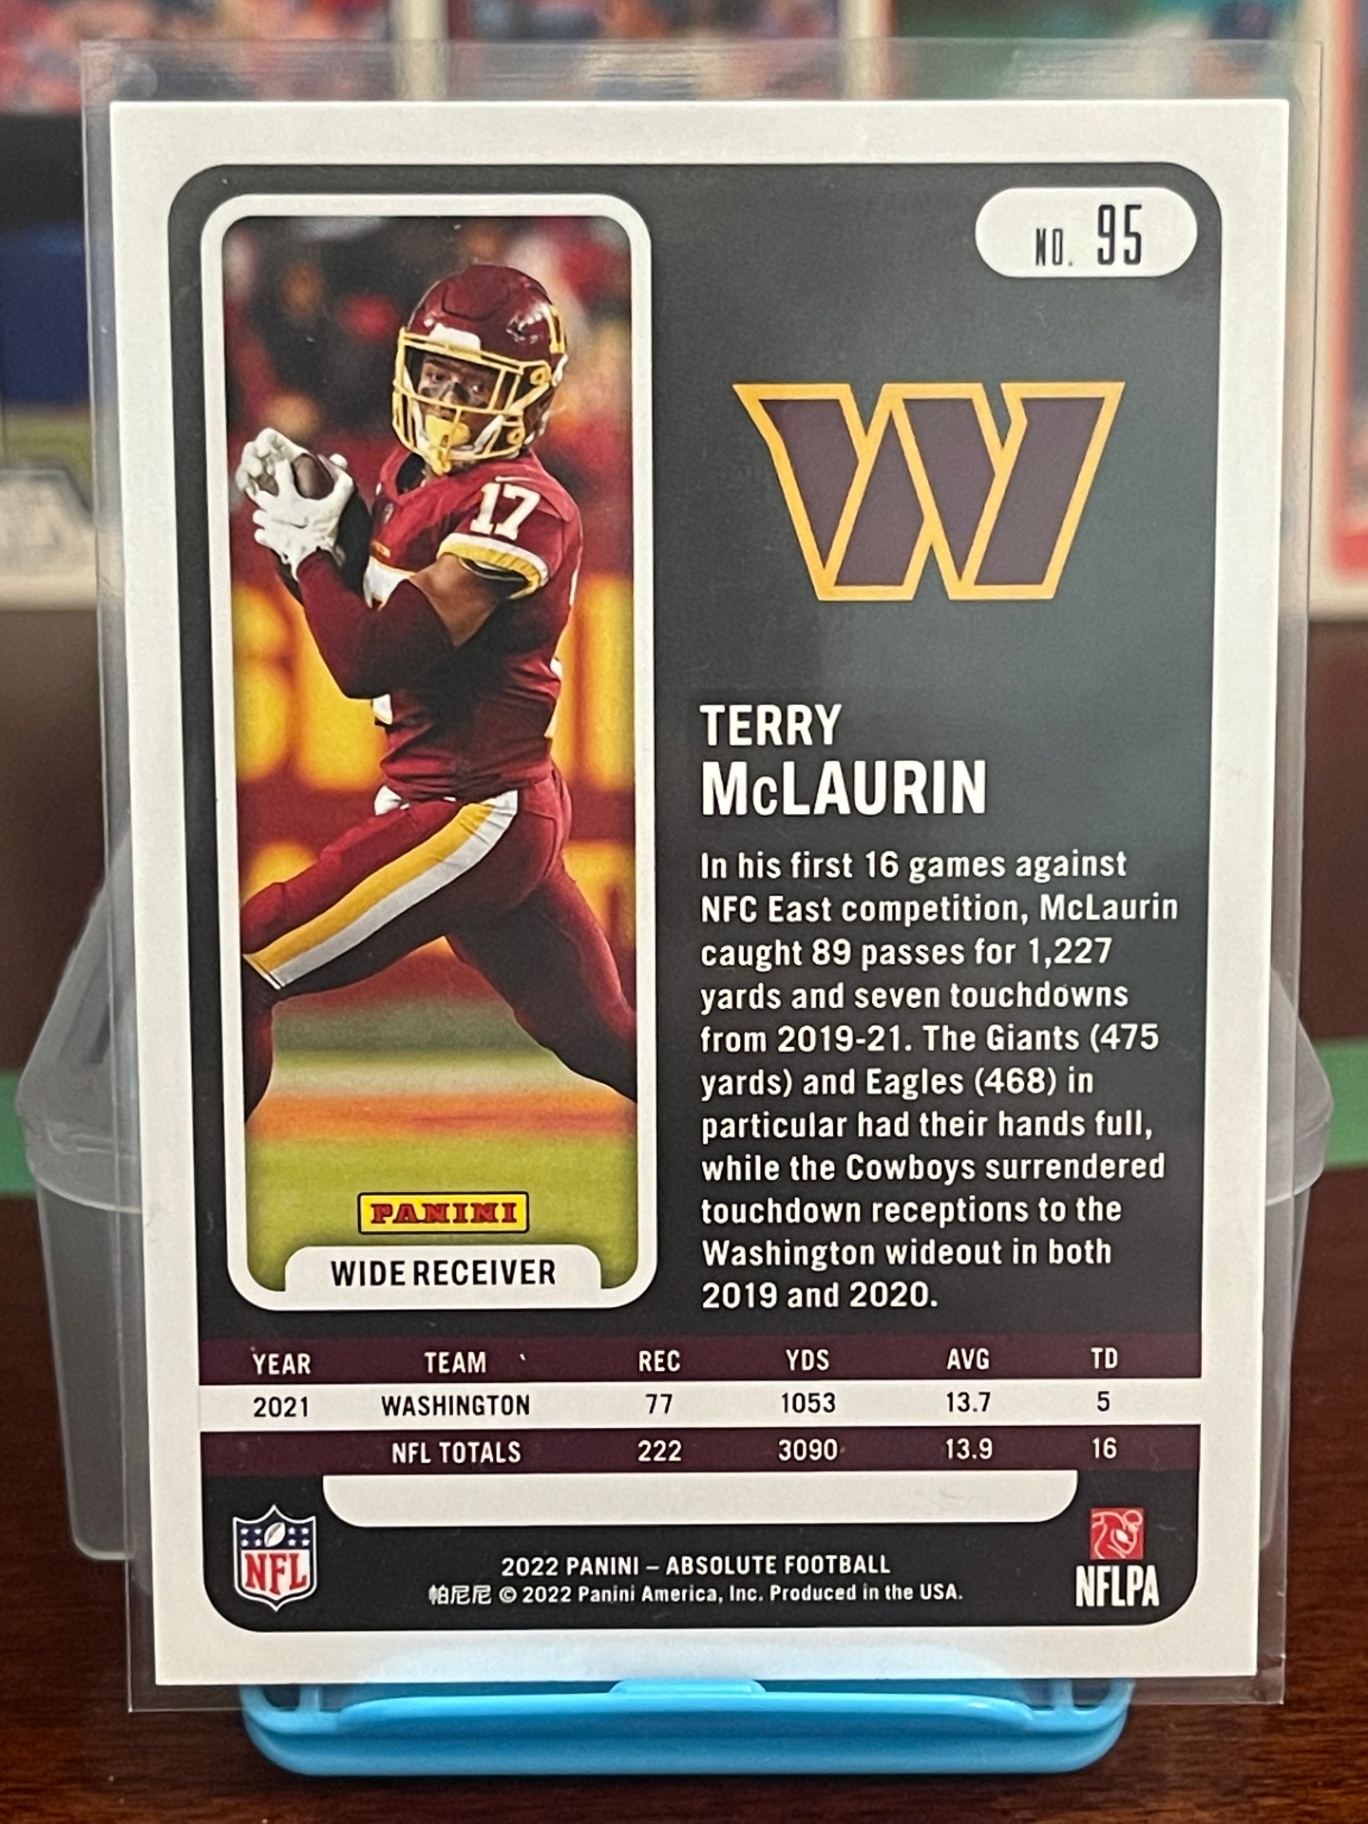 NO. 95
17
TERRY
McLAURIN
In his first 16 games against
NFC East competition, McLaurin
caught 89 passes for 1,227
yards and seven touchdowns
from 2019-21. The Giants (475
yards) and Eagles (468) in
particular had their hands full,
while the Cowboys surrendered
touchdown receptions to the
Washington wideout in both
2019 and 2020.
PANINI
WIDE RECEIVER
YEAR TEAM REC YDS AVG TD
2021 WASHINGTON 77 1053 13.7 5
NFL TOTALS 222 3090 13.9 16
NFL
2022 PANINI – ABSOLUTE FOOTBALL
帕尼尼 © 2022 Panini America, Inc. Produced in the USA.
NFLPA